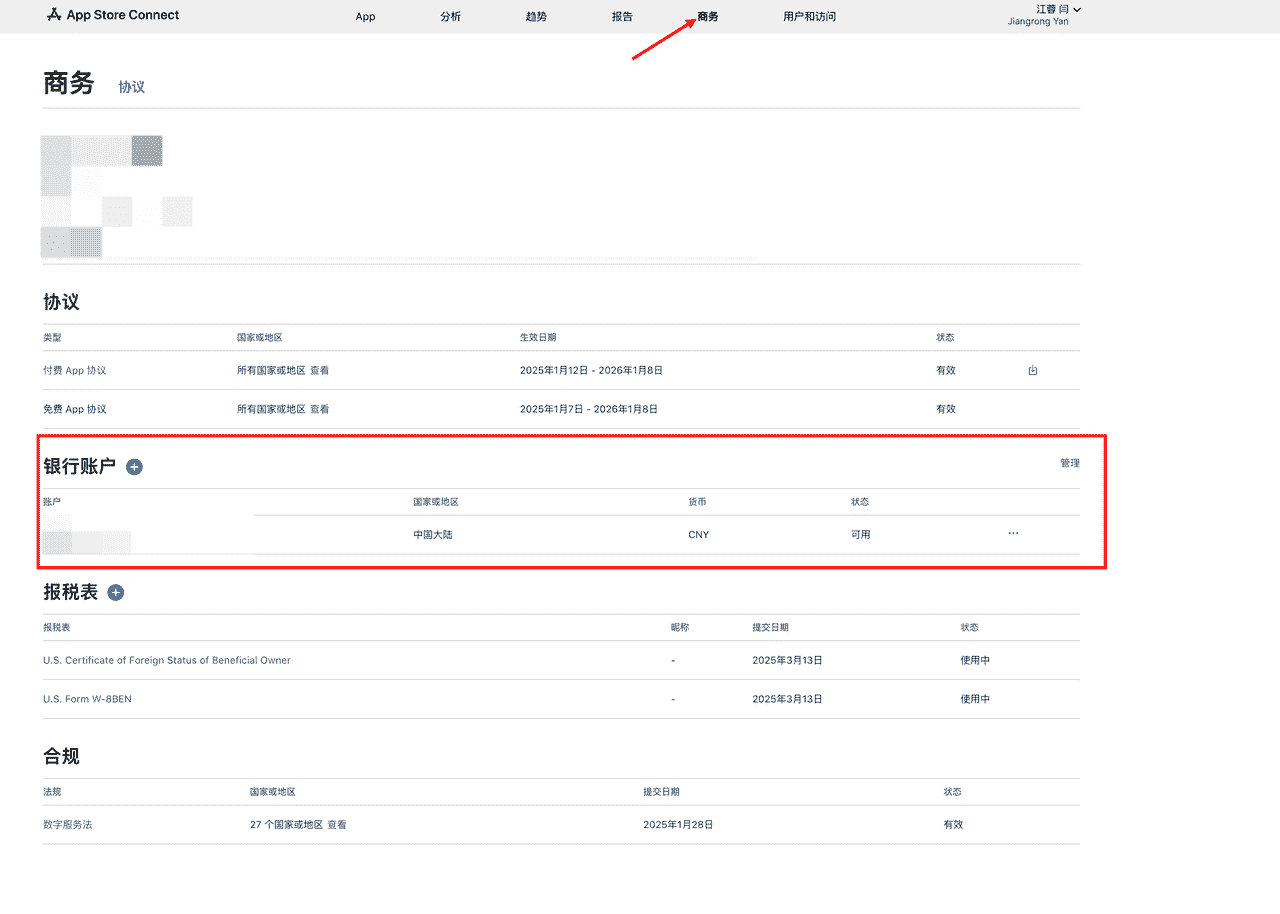 App Store Connect App 分析 趋势 报告 商务 用户和访问 江蓉 闫
Jiangrong Yan
商务 协议
协议
类型 国家或地区 生效日期 状态
付费 App 协议 所有国家或地区 查看 2025年1月12日 - 2026年1月8日 有效
免费 App 协议 所有国家或地区 查看 2025年1月7日 - 2026年1月8日 有效
银行账户 管理
账户 国家或地区 货币 状态
中国大陆 CNY 可用 ···
报税表
报税表 昵称 提交日期 状态
U.S. Certificate of Foreign Status of Beneficial Owner - 2025年3月13日 使用中
U.S. Form W-8BEN - 2025年3月13日 使用中
合规
法规 国家或地区 提交日期 状态
数字服务法 27 个国家或地区 查看 2025年1月28日 有效